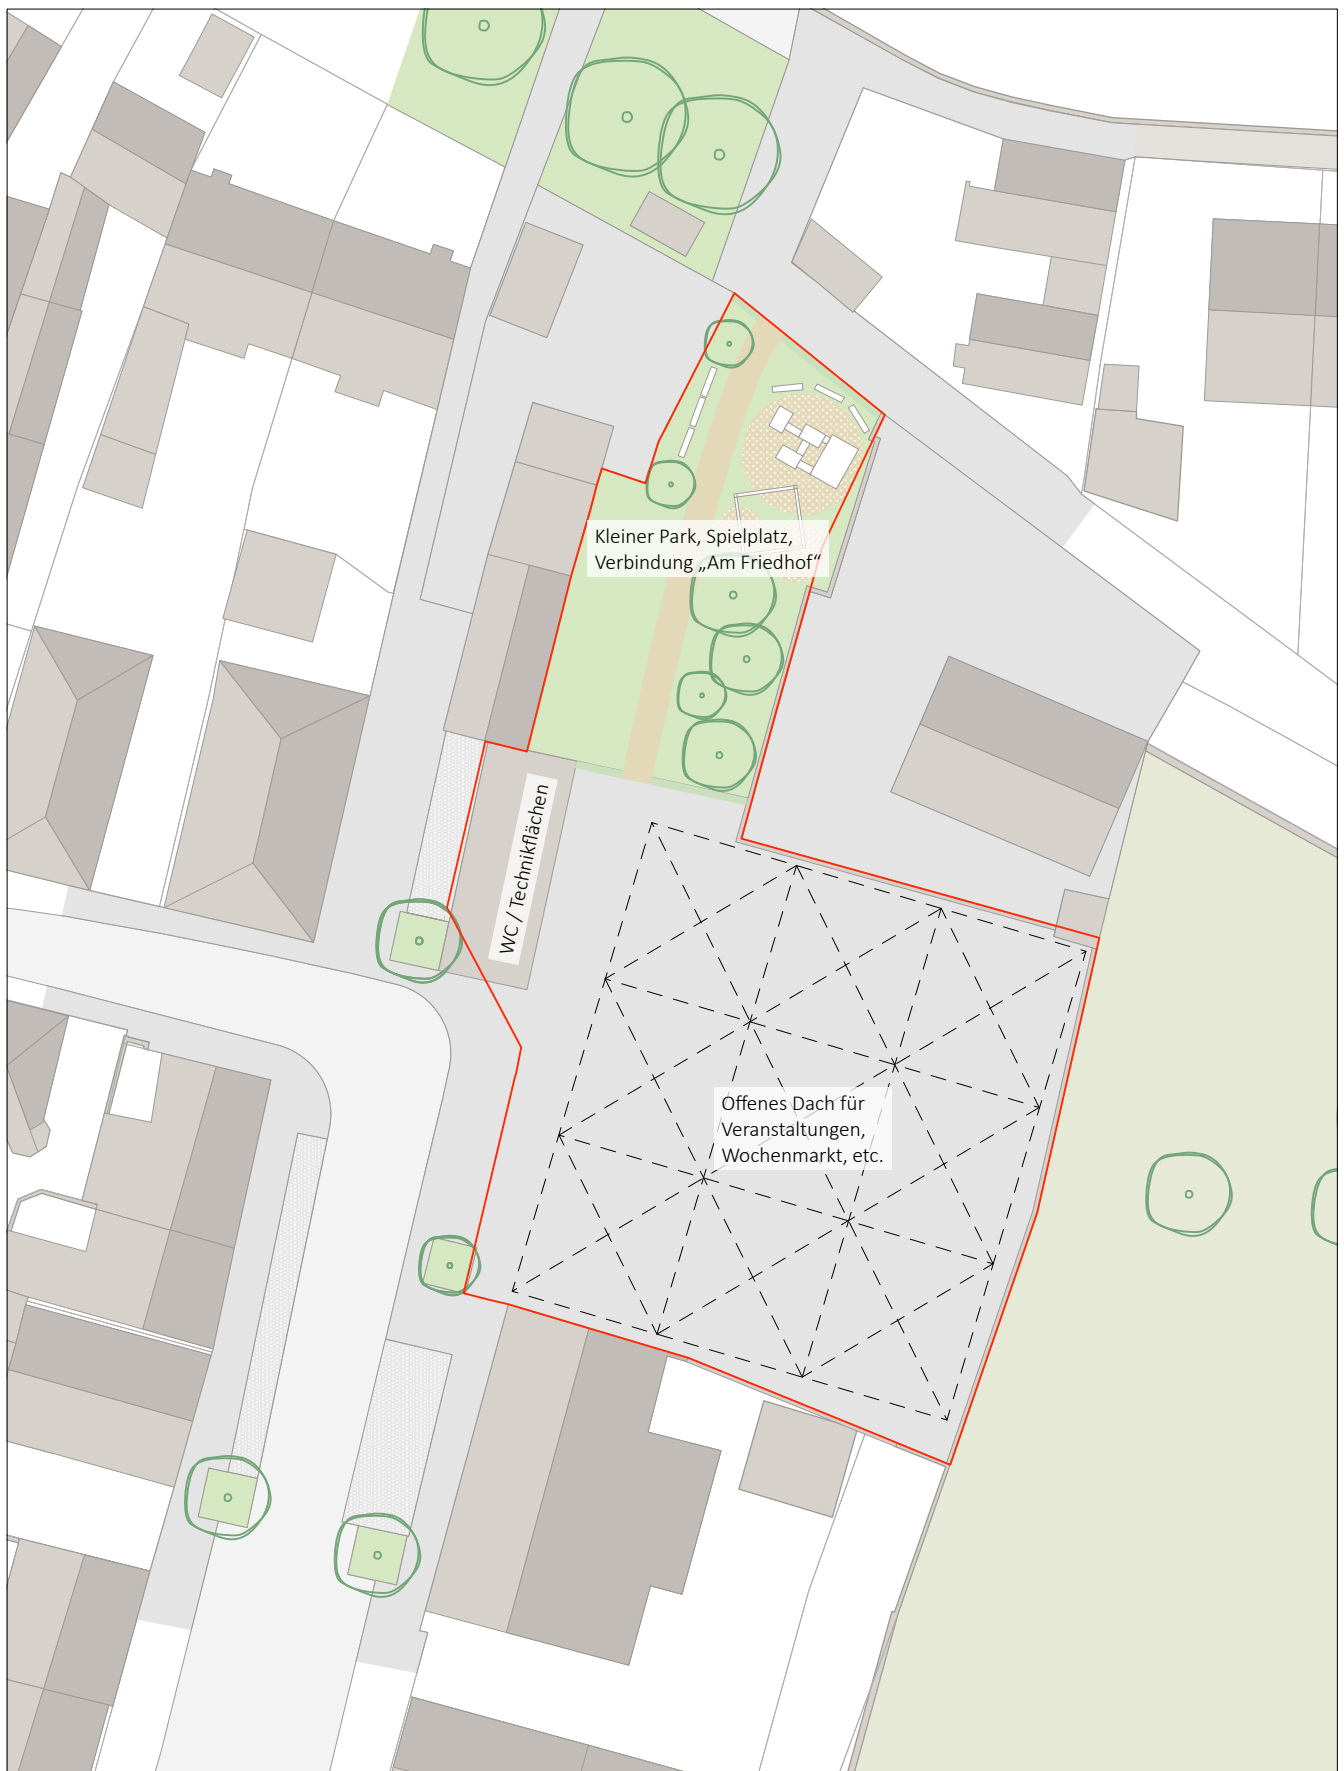 Kleiner Park, Spielplatz,
Verbindung „Am Friedhof“
WC / Technikflächen
Offenes Dach für
Veranstaltungen,
Wochenmarkt, etc.